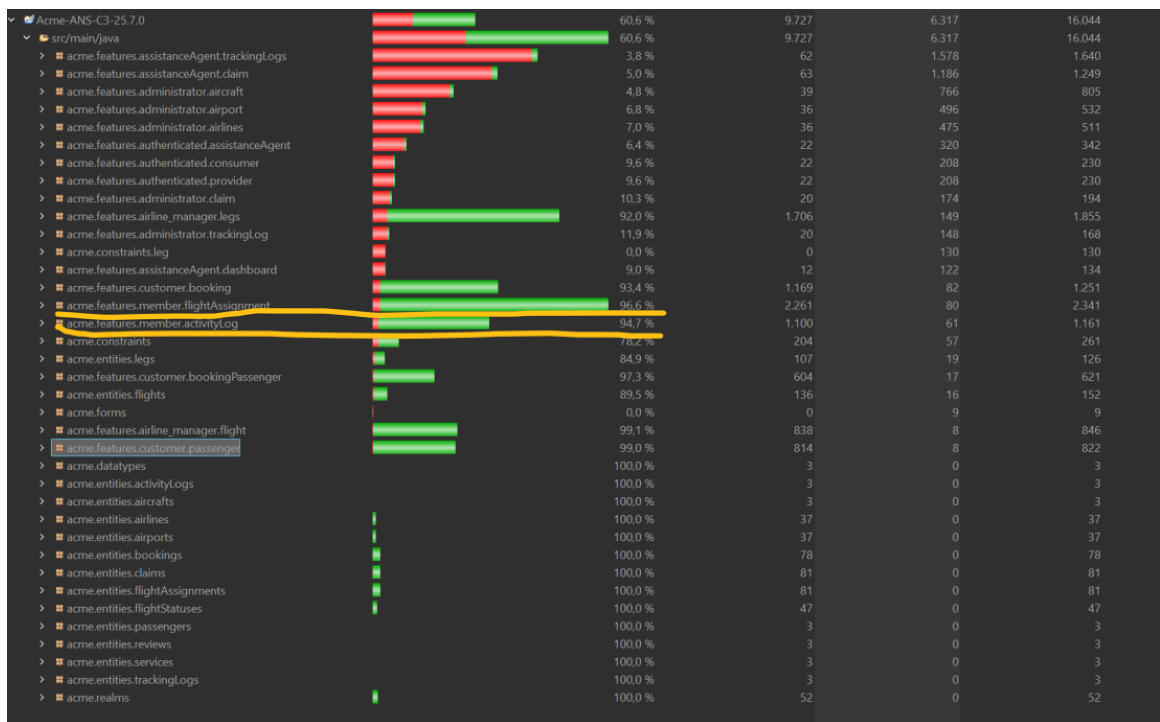 Acme-ANS-C3-25.7.0 60,6 % 9.727 6.317 16.044
src/main/java 60,6 % 9.727 6.317 16.044
acme.features.assistanceAgent.trackingLogs 3,8 % 62 1.578 1.640
acme.features.assistanceAgent.claim 5,0 % 63 1.186 1.249
acme.features.administrator.aircraft 4,8 % 39 766 805
acme.features.administrator.airport 6,8 % 36 496 532
acme.features.administrator.airlines 7,0 % 36 475 511
acme.features.authenticated.assistanceAgent 6,4 % 22 320 342
acme.features.authenticated.consumer 9,6 % 22 208 230
acme.features.authenticated.provider 9,6 % 22 208 230
acme.features.administrator.claim 10,3 % 20 174 194
acme.features.airline_manager.legs 92,0 % 1.706 149 1.855
acme.features.administrator.trackingLog 11,9 % 20 148 168
acme.constraints.leg 0,0 % 0 130 130
acme.features.assistanceAgent.dashboard 9,0 % 12 122 134
acme.features.customer.booking 93,4 % 1.169 82 1.251
acme.features.member.flightAssignment 96,6 % 2.261 80 2.341
acme.features.member.activityLog 94,7 % 1.100 61 1.161
acme.constraints 78,2 % 204 57 261
acme.entities.legs 84,9 % 107 19 126
acme.features.customer.bookingPassenger 97,3 % 604 17 621
acme.entities.flights 89,5 % 136 16 152
acme.forms 0,0 % 0 9 9
acme.features.airline_manager.flight 99,1 % 838 8 846
acme.features.customer.passenger 99,0 % 814 8 822
acme.datatypes 100,0 % 3 0 3
acme.entities.activityLogs 100,0 % 3 0 3
acme.entities.aircrafts 100,0 % 3 0 3
acme.entities.airlines 100,0 % 37 0 37
acme.entities.airports 100,0 % 37 0 37
acme.entities.bookings 100,0 % 78 0 78
acme.entities.claims 100,0 % 81 0 81
acme.entities.flightAssignments 100,0 % 81 0 81
acme.entities.flightStatuses 100,0 % 47 0 47
acme.entities.passengers 100,0 % 3 0 3
acme.entities.reviews 100,0 % 3 0 3
acme.entities.services 100,0 % 3 0 3
acme.entities.trackingLogs 100,0 % 3 0 3
acme.realms 100,0 % 52 0 52